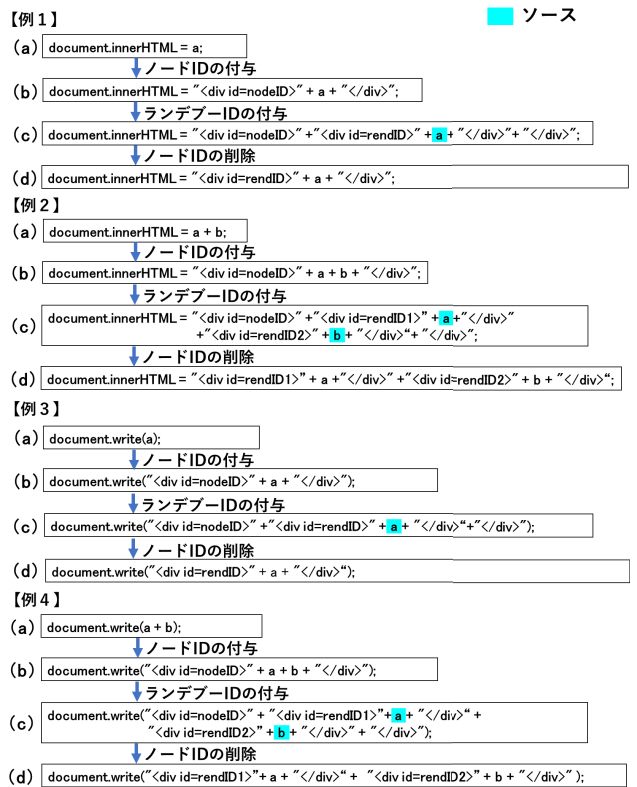 【例１】
ソース
(a) document.innerHTML = a;
ノードIDの付与
(b) document.innerHTML = "<div id=nodeID>" + a + "</div>";
ランデブーIDの付与
(c) document.innerHTML = "<div id=nodeID>" +"<div id=rendID>" + a + "</div>"+ "</div>";
ノードIDの削除
(d) document.innerHTML = "<div id=rendID>" + a + "</div>";
【例２】
(a) document.innerHTML = a + b;
ノードIDの付与
(b) document.innerHTML = "<div id=nodeID>" + a + b + "</div>";
ランデブーIDの付与
(c) document.innerHTML = "<div id=nodeID>" +"<div id=rendID1>” + a +"</div>"
+"<div id=rendID2>" + b + "</div>“+ "</div>";
ノードIDの削除
(d) document.innerHTML = "<div id=rendID1>” + a +"</div>" +"<div id=rendID2>" + b + "</div>“;
【例３】
(a) document.write(a);
ノードIDの付与
(b) document.write("<div id=nodeID>" + a + "</div>");
ランデブーIDの付与
(c) document.write("<div id=nodeID>" +"<div id=rendID>" + a + "</div>“+"</div>");
ノードIDの削除
(d) document.write("<div id=rendID>" + a + "</div>“);
【例４】
(a) document.write(a + b);
ノードIDの付与
(b) document.write("<div id=nodeID>" + a + b + "</div>");
ランデブーIDの付与
(c) document.write("<div id=nodeID>" + "<div id=rendID1>”+ a + "</div>“ +
"<div id=rendID2>” + b + "</div>" + "</div>");
ノードIDの削除
(d) document.write("<div id=rendID1>”+ a + "</div>“ + "<div id=rendID2>” + b + "</div>" );